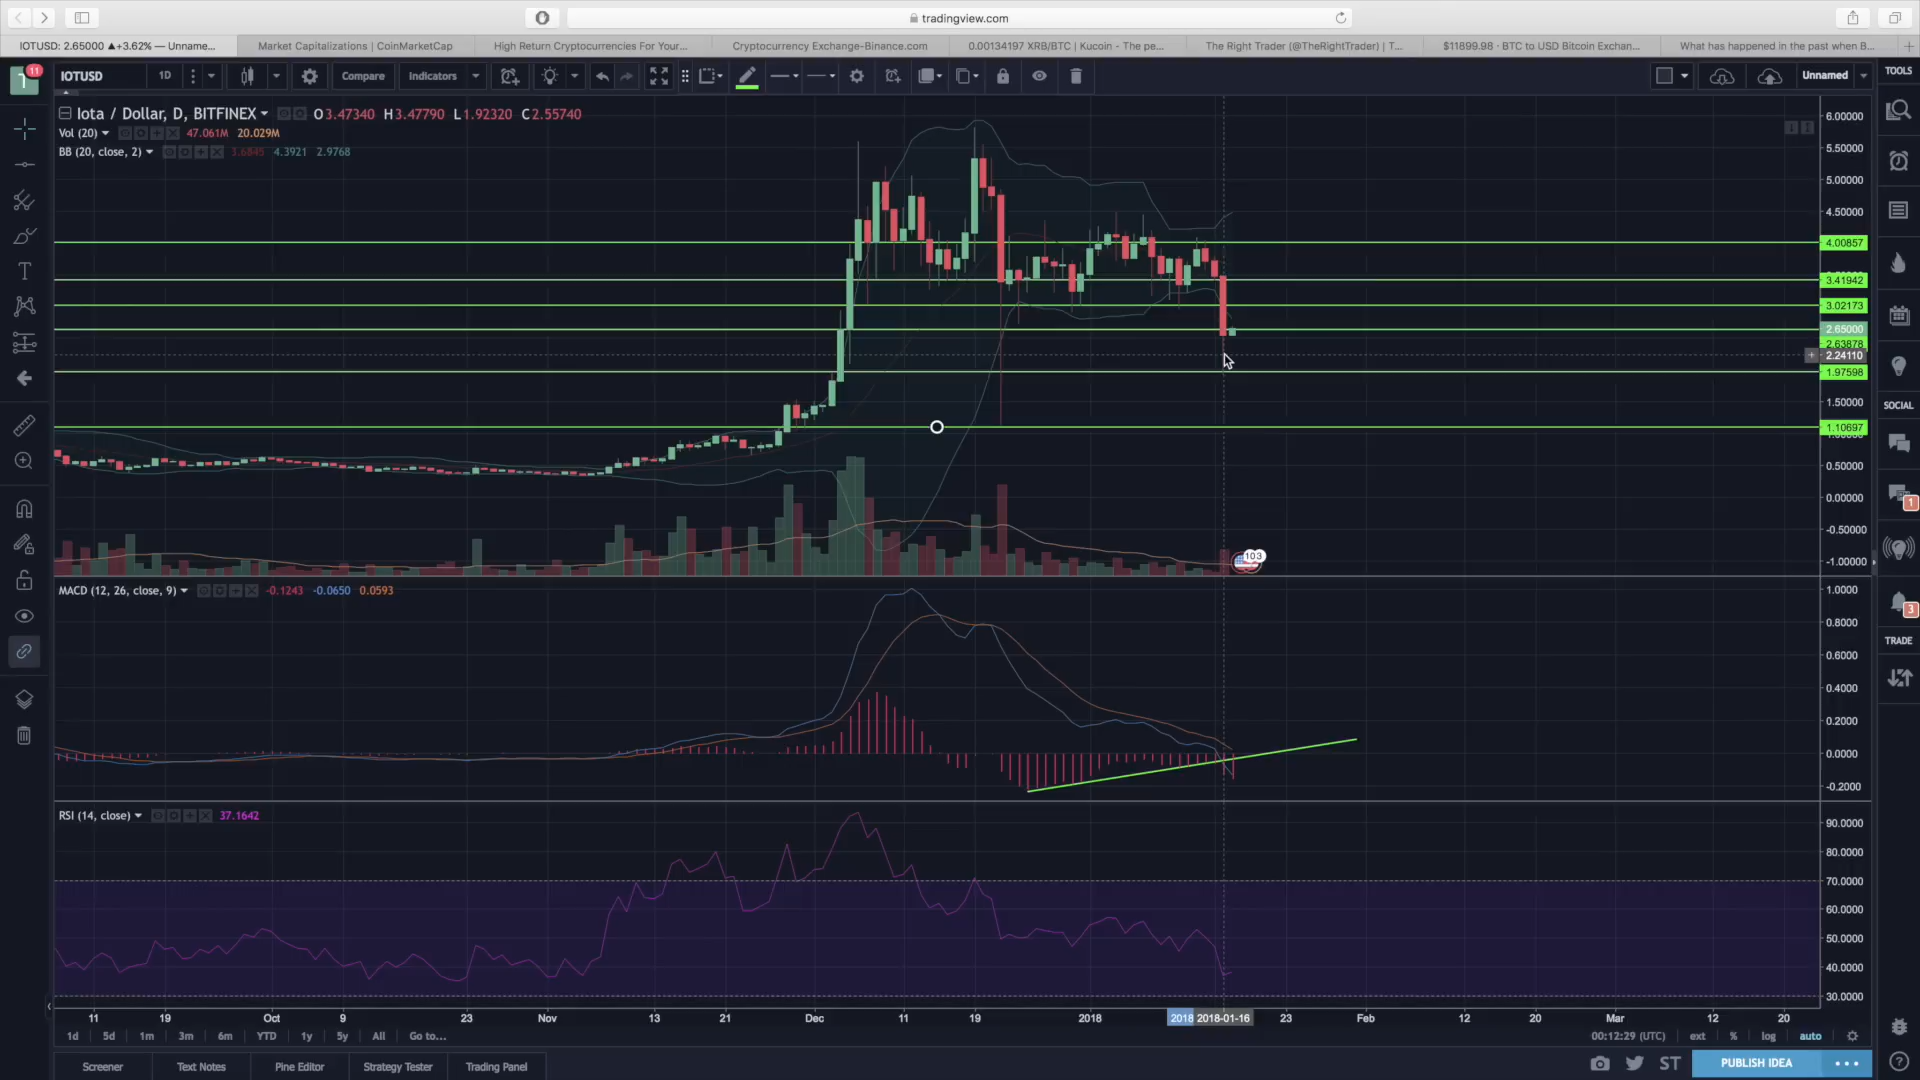 tradingview.com
IOTUSD: 2.65000 ▲+3.62% — Unname...
Market Capitalizations | CoinMarketCap
High Return Cryptocurrencies For Your...
Cryptocurrency Exchange-Binance.com
0.00134197 XRB/BTC | Kucoin - The pe...
The Right Trader (@TheRightTrader) | T...
$11899.98 · BTC to USD Bitcoin Exchan...
What has happened in the past when B...
11
IOTUSD
1D
Compare
Indicators
Unnamed
TOOLS
Iota / Dollar, D, BITFINEX
O3.47340 H3.47790 L1.92320 C2.55740
Vol (20) 47.061M 20.029M
BB (20, close, 2) 3.6845 4.3921 2.9768
6.00000
5.50000
5.00000
4.50000
4.00857
3.41942
3.02173
2.65000
2.63878
2.24110
1.97598
1.50000
1.10697
0.50000
0.00000
-0.50000
-1.00000
103
SOCIAL
1
3
TRADE
MACD (12, 26, close, 9) -0.1243 -0.0650 0.0593
1.0000
0.8000
0.6000
0.4000
0.2000
0.0000
-0.2000
RSI (14, close) 37.1642
90.0000
80.0000
70.0000
60.0000
50.0000
40.0000
30.0000
11 19 Oct 9 23 Nov 13 21 Dec 11 19 2018 2018 2018-01-16 23 Feb 12 20 Mar 12 20
1d 5d 1m 3m 6m YTD 1y 5y All Go to...
00:12:29 (UTC) ext % log auto
Screener Text Notes Pine Editor Strategy Tester Trading Panel
ST PUBLISH IDEA